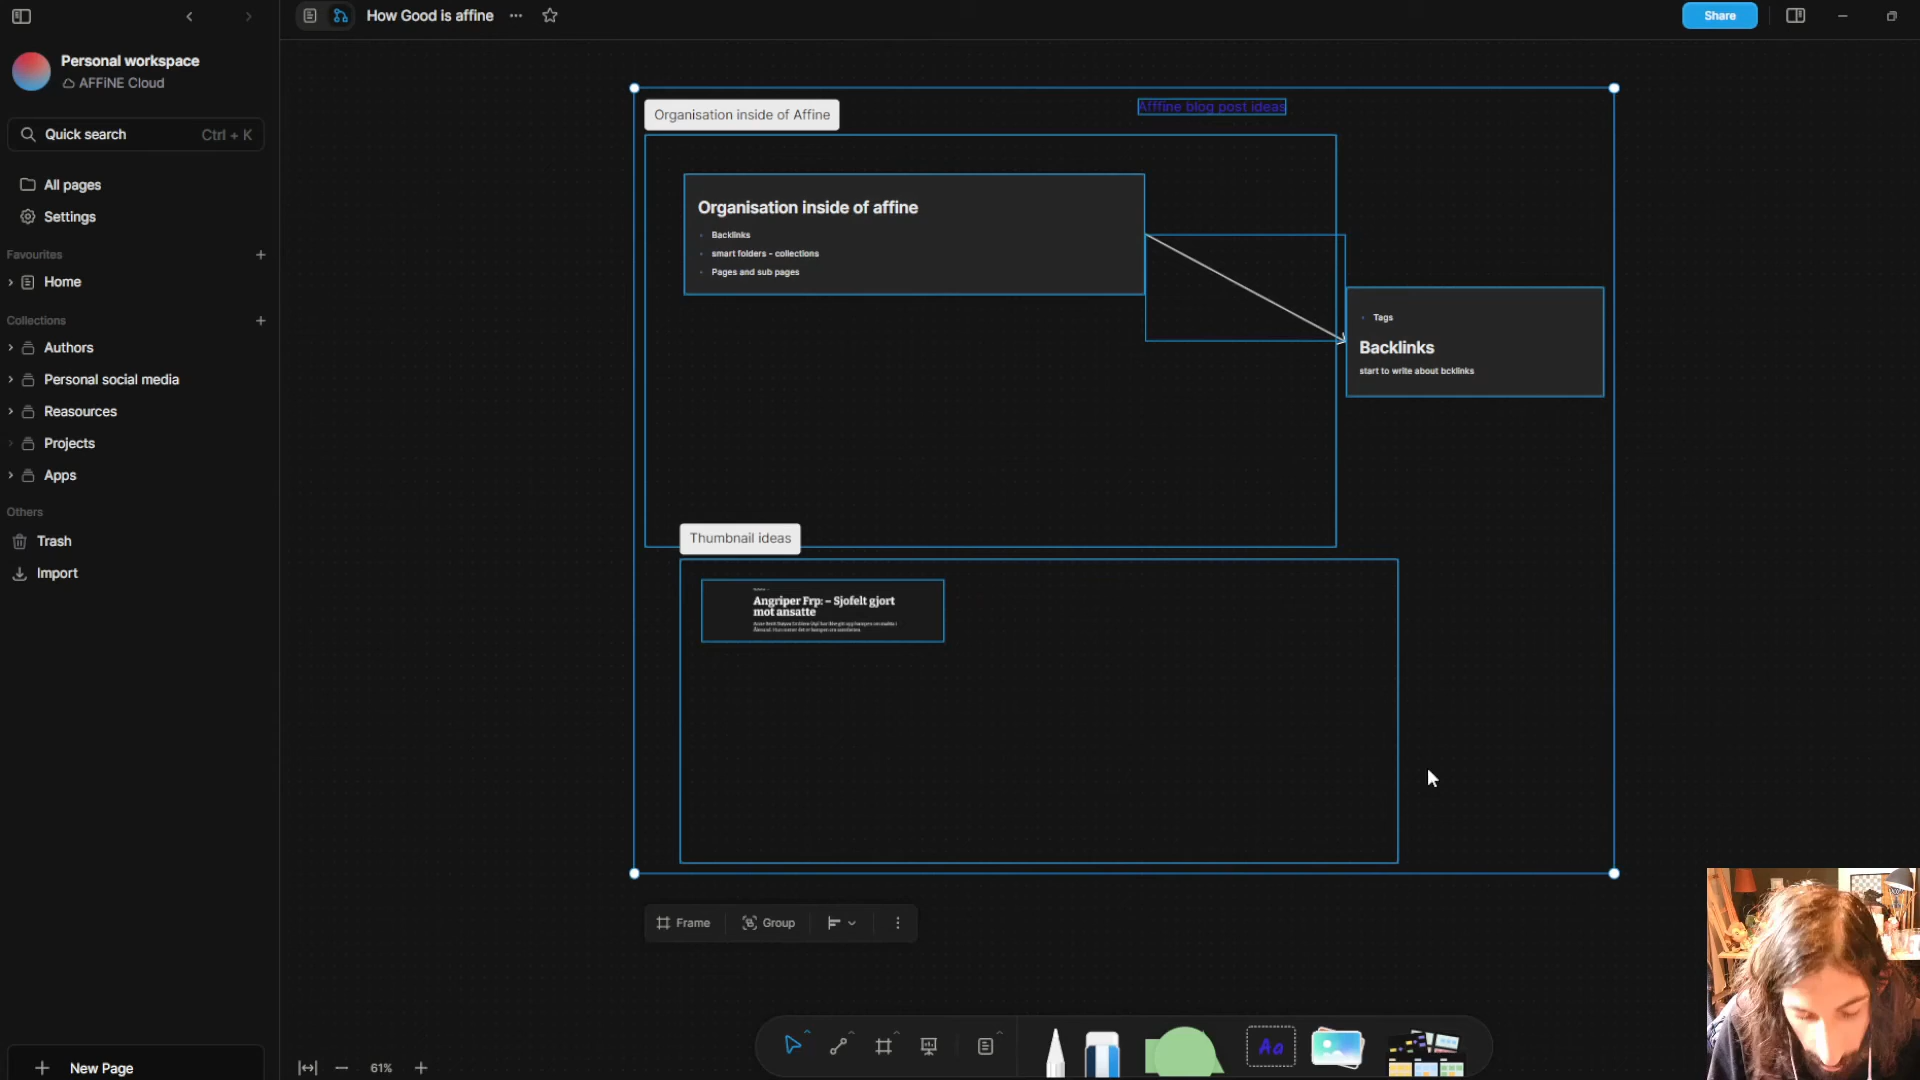 How Good is affine
Share
Personal workspace
AFFiNE Cloud
Quick search
Ctrl + K
All pages
Settings
Favourites
Home
Collections
Authors
Personal social media
Reasources
Projects
Apps
Others
Trash
Import
New Page
Organisation inside of Affine
Afffine blog post ideas
Organisation inside of affine
Backlinks
smart folders - collections
Pages and sub pages
Tags
Backlinks
start to write about bcklinks
Thumbnail ideas
Angriper Frp: – Sjofelt gjort
mot ansatte
Frame
Group
61%
Aa